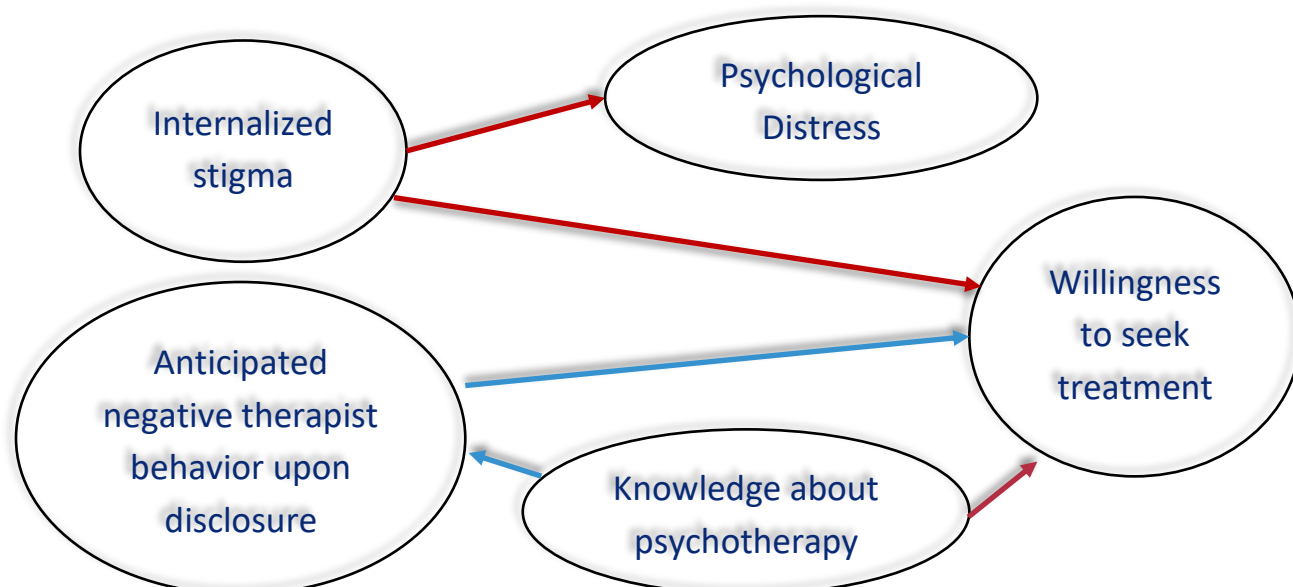 Internalized
stigma
Psychological
Distress
Willingness
to seek
treatment
Anticipated
negative therapist
behavior upon
disclosure
Knowledge about
psychotherapy